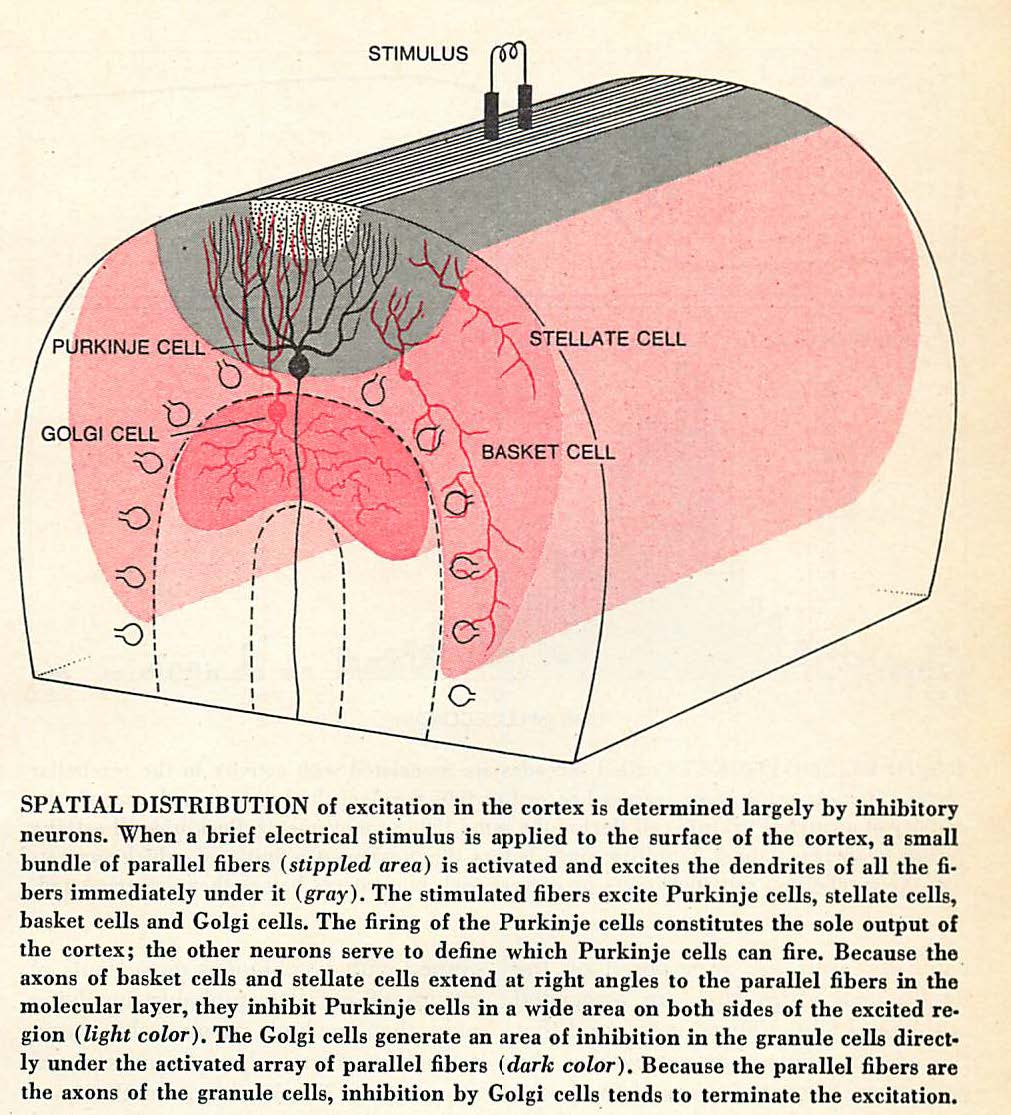 STIMULUS
PURKINJE CELL
STELLATE CELL
GOLGI CELL
BASKET CELL
SPATIAL DISTRIBUTION of excitation in the cortex is determined largely by inhibitory
neurons. When a brief electrical stimulus is applied to the surface of the cortex, a small
bundle of parallel fibers (stippled area) is activated and excites the dendrites of all the fi-
bers immediately under it (gray). The stimulated fibers excite Purkinje cells, stellate cells,
basket cells and Golgi cells. The firing of the Purkinje cells constitutes the sole output of
the cortex; the other neurons serve to define which Purkinje cells can fire. Because the
axons of basket cells and stellate cells extend at right angles to the parallel fibers in the
molecular layer, they inhibit Purkinje cells in a wide area on both sides of the excited re-
gion (light color). The Golgi cells generate an area of inhibition in the granule cells direct-
ly under the activated array of parallel fibers (dark color). Because the parallel fibers are
the axons of the granule cells, inhibition by Golgi cells tends to terminate the excitation.